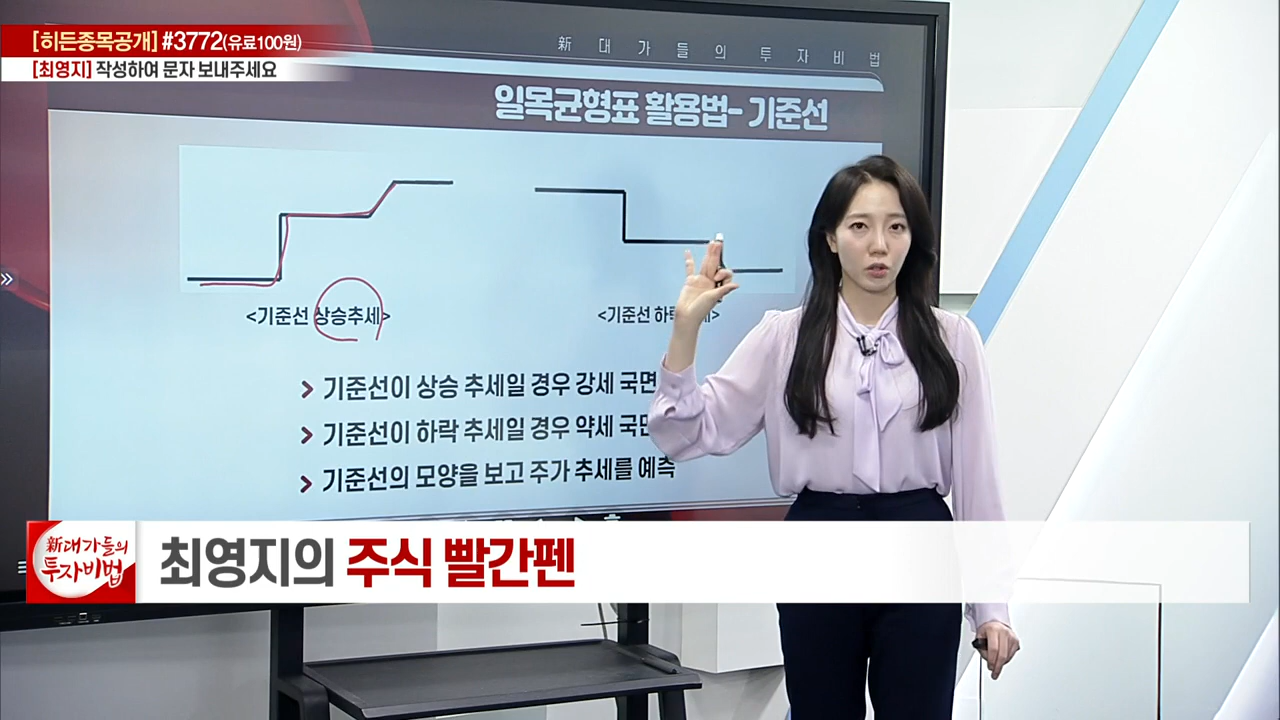 [히든종목공개] #3772(유료100원)
[최영지] 작성하여 문자 보내주세요
新 대 가 들 의 투 자 비 법
일목균형표 활용법- 기준선
<기준선 상승추세>
<기준선 하락
기준선이 상승 추세일 경우 강세 국면
기준선이 하락 추세일 경우 약세 국면
기준선의 모양을 보고 주가 추세를 예측
新대가들의
투자비법
최영지의 주식 빨간펜